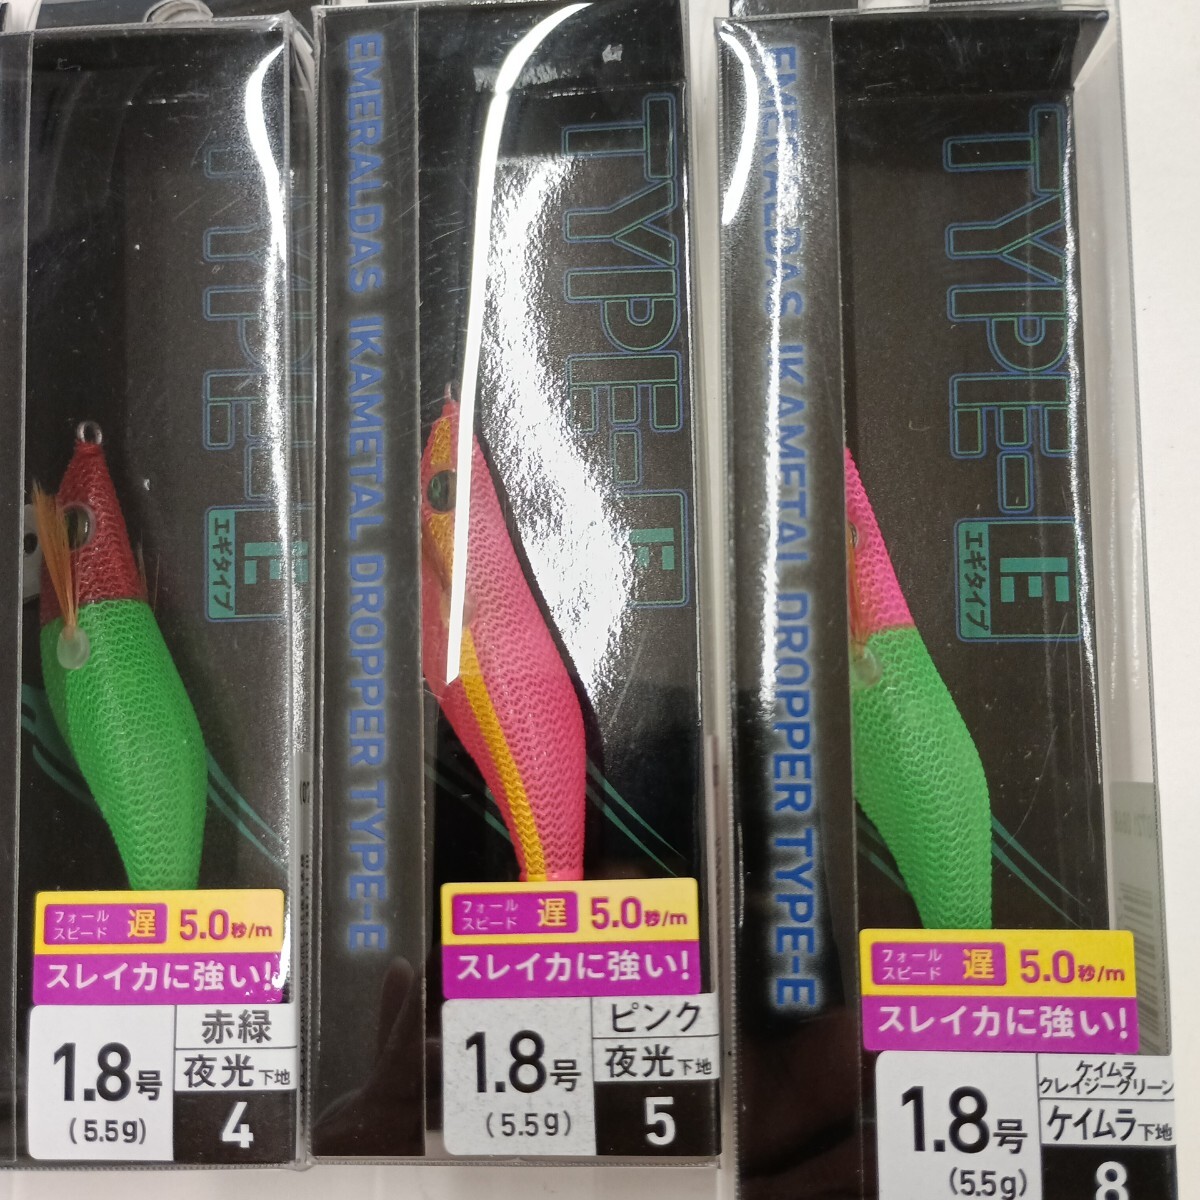 TYPE-E
エギタイプ
フォール
スピード
遅 5.0秒/m
スレイカに強い!
1.8号
(5.5g)
赤緑
夜光下地
4
EMERALDAS IKAMETAL DROPPER TYPE-E
TYPE-E
フォール
スピード
遅 5.0秒/m
スレイカに強い!
1.8号
(5.5g)
ピンク
夜光下地
5
EMERALDAS IKAMETAL DROPPER TYPE-E
TYPE-E
E
エギタイプ
フォール
スピード
遅 5.0秒/m
スレイカに強い!
1.8号
(5.5g)
ケイムラ
クレイジーグリーン
ケイムラ下地
8